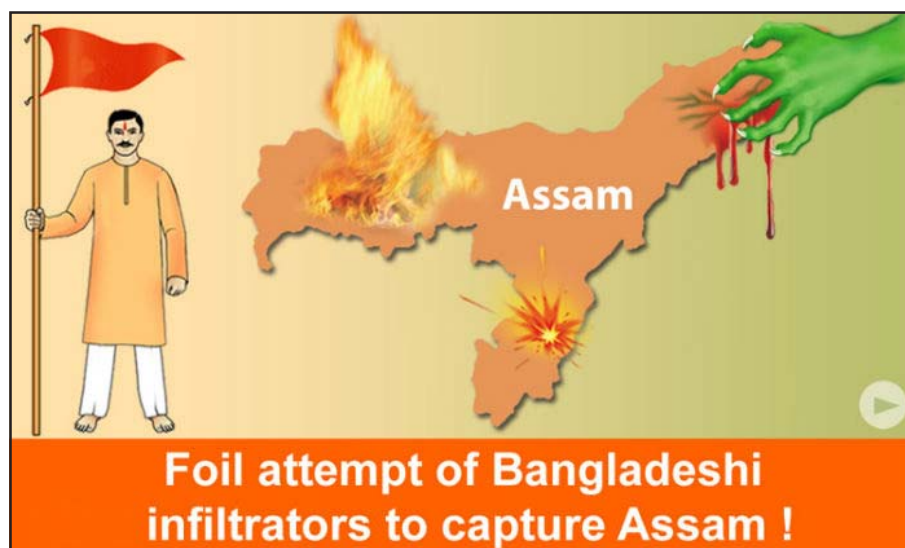 Assam
Foil attempt of Bangladeshi
infiltrators to capture Assam !